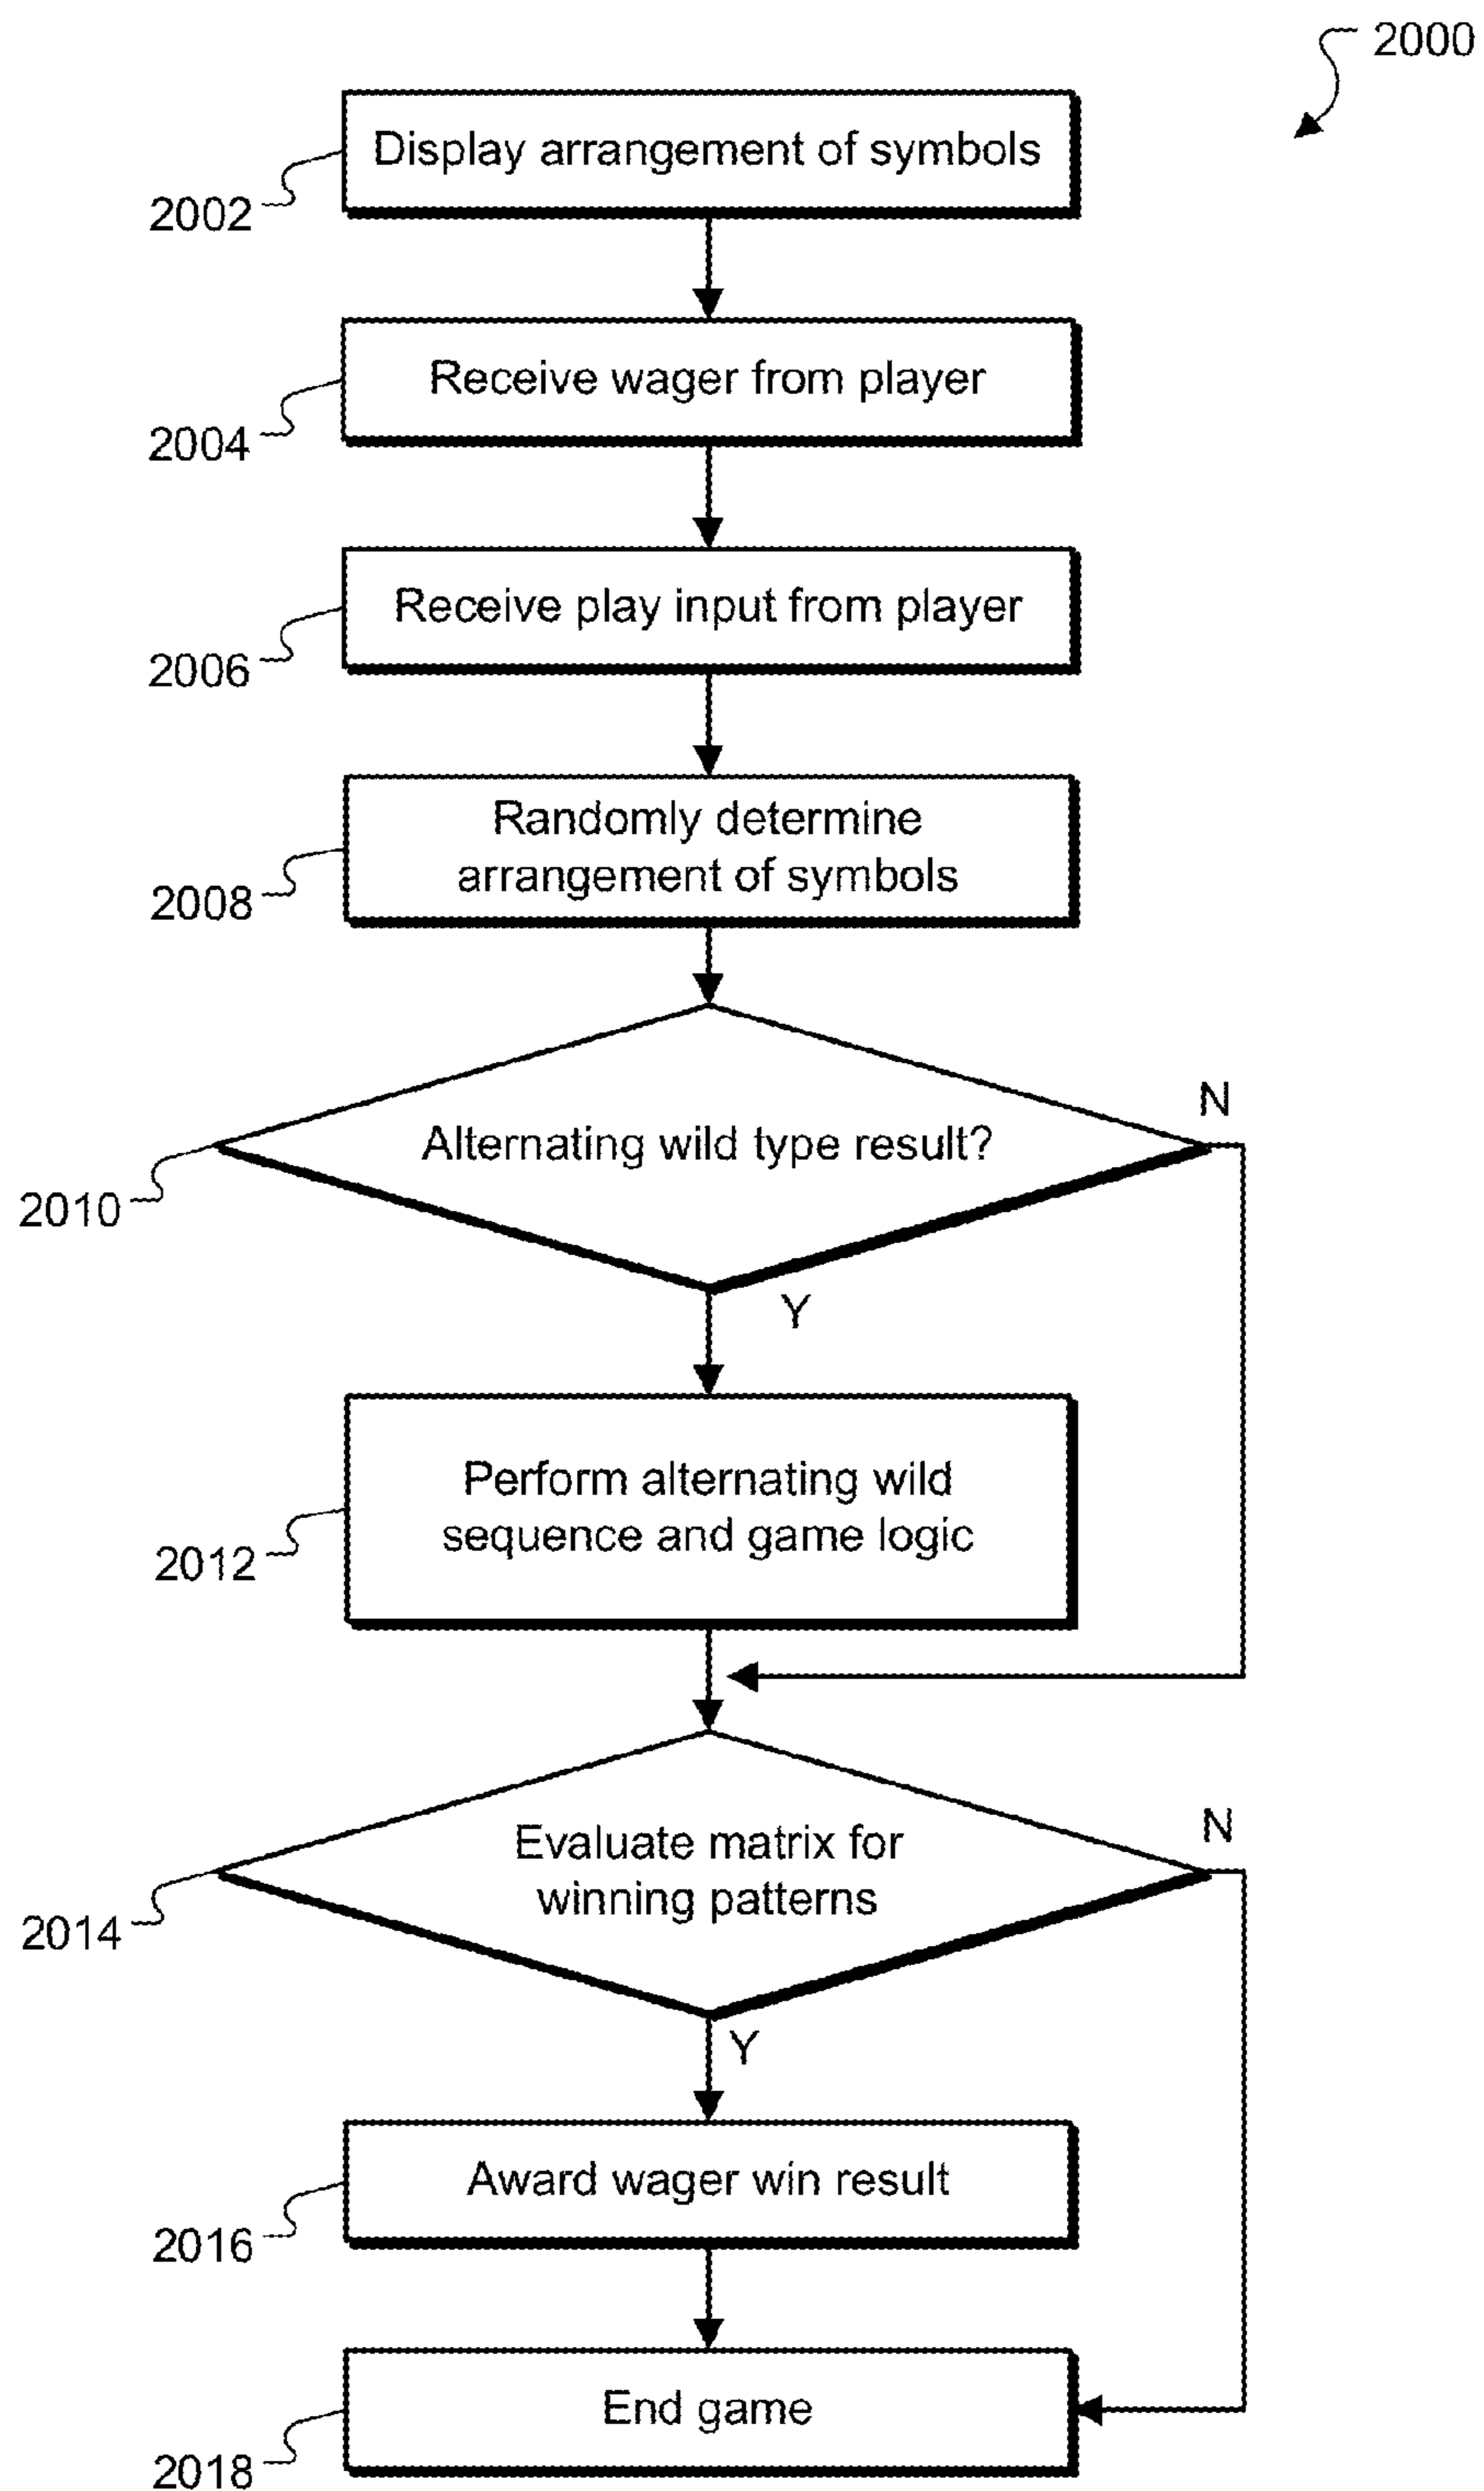 2000
Display arrangement of symbols
2002
Receive wager from player
2004
Receive play input from player
2006
Randomly determine
arrangement of symbols
2008
N
Alternating wild type result?
2010
Y
Perform alternating wild
sequence and game logic
2012
N
Evaluate matrix for
winning patterns
2014
Y
Award wager win result
2016
End game
2018